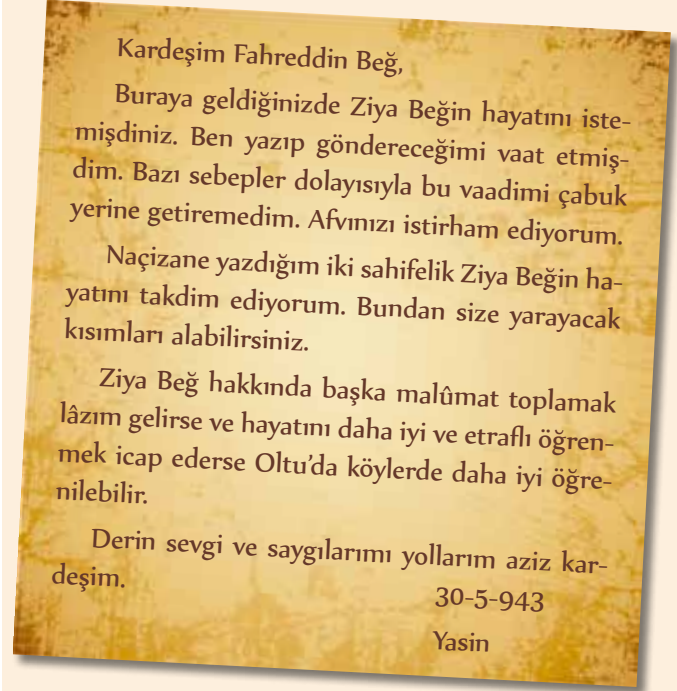 Kardeşim Fahreddin Beğ,
Buraya geldiğinizde Ziya Beğin hayatını iste-
mişdiniz. Ben yazıp göndereceğimi vaat etmiş-
dim. Bazı sebepler dolayısıyla bu vaadimi çabuk
yerine getiremedim. Afvınızı istirham ediyorum.
Naçizane yazdığım iki sahifelik Ziya Beğin ha-
yatını takdim ediyorum. Bundan size yarayacak
kısımları alabilirsiniz.
Ziya Beğ hakkında başka malûmat toplamak
lâzım gelirse ve hayatını daha iyi ve etraflı öğren-
mek icap ederse Oltu'da köylerde daha iyi öğre-
nilebilir.
Derin sevgi ve saygılarımı yollarım aziz kar-
deşim.
30-5-943
Yasin